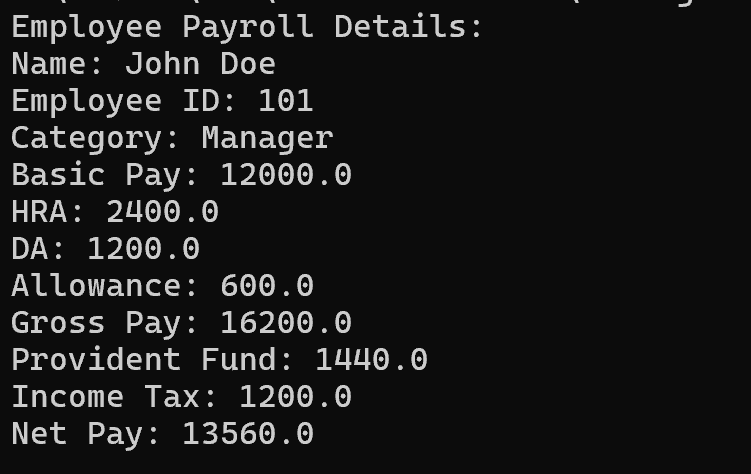 Employee Payroll Details:
Name: John Doe
Employee ID: 101
Category: Manager
Basic Pay: 12000.0
HRA: 2400.0
DA: 1200.0
Allowance: 600.0
Gross Pay: 16200.0
Provident Fund: 1440.0
Income Tax: 1200.0
Net Pay: 13560.0